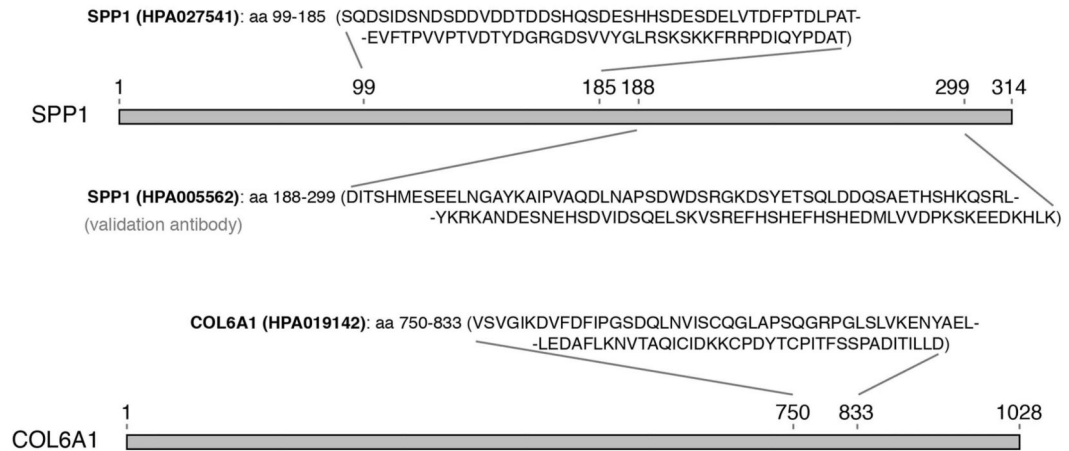 SPP1 (HPA027541): aa 99-185 (SQDSIDSNDSDDVDDTDDSHQSDESHHSDESDELVTDFPTDLPAT-
-EVFTPVVPTVDTYDGRGDSVVYGLRSKSKKFRRPDIQYPDAT)
1 99 185 188 299 314
SPP1
SPP1 (HPA005562): aa 188-299 (DITSHMESEELNGAYKAIPVAQDLNAPSDWDSRGKDSYETSQLDDQSAETHSHKQSRL-
-YKRKANDESNEHSDVIDSQELSKVSREFHSHEFHSHEDMLVVDPKSKEEDKHLK)
(validation antibody)
COL6A1 (HPA019142): aa 750-833 (VSVGIKDVFDFIPGSDQLNVISCQGLAPSQGRPGLSLVKENYAEL-
-LEDAFLKNVTAQICIDKKCPDYTCPITFSSPADITILLD)
1 750 833 1028
COL6A1